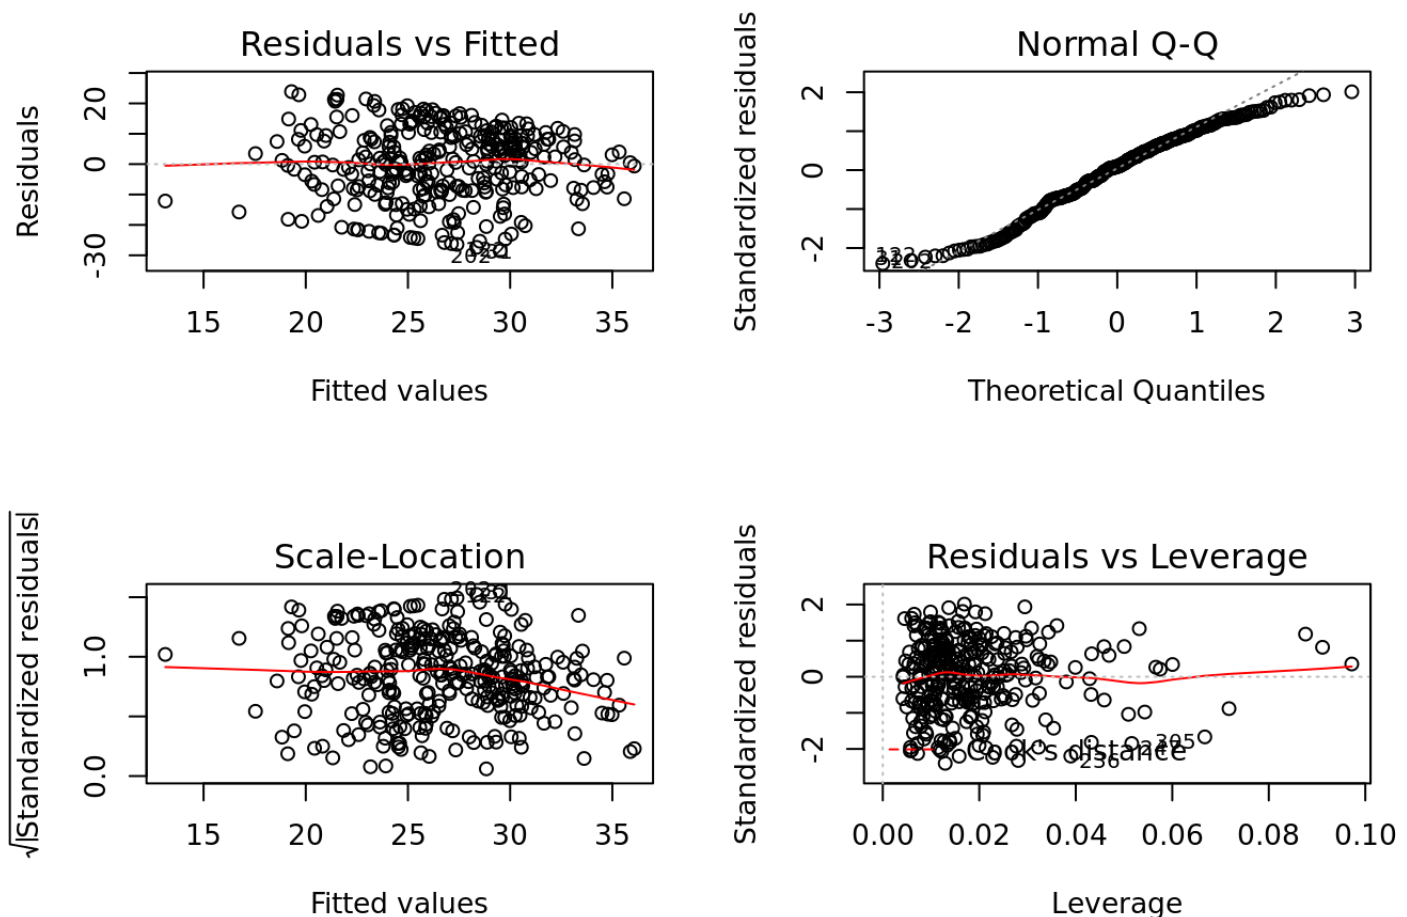 Residuals vs Fitted
Residuals
20
0
-30
15 20 25 30 35
Fitted values
Normal Q-Q
Standardized residuals
2
0
-2
-3 -2 -1 0 1 2 3
Theoretical Quantiles
Scale-Location
√|Standardized residuals|
1.0
0.0
15 20 25 30 35
Fitted values
Residuals vs Leverage
Standardized residuals
2
0
-2
Cook's distance
305
236
0.00 0.02 0.04 0.06 0.08 0.10
Leverage